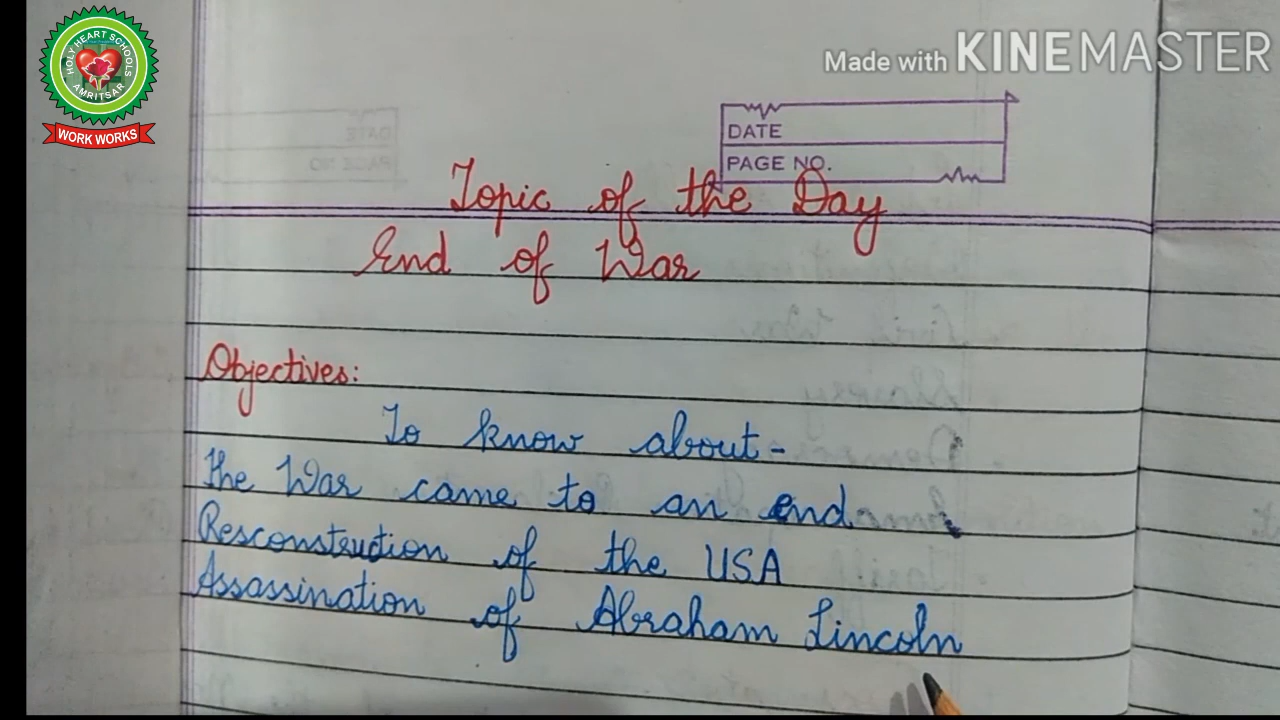 HOLY HEART SCHOOLS
AMRITSAR
WORK WORKS
Made with KINEMASTER
DATE
PAGE NO.
Topic of the Day
End of War
Objectives:
To know about-
the War came to an end.
Resconstruction of the USA
Assassination of Abraham Lincoln